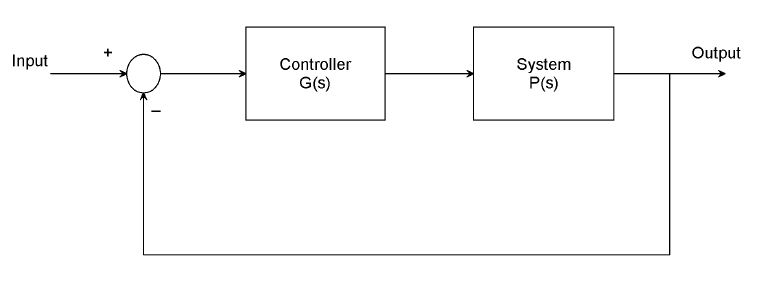 Input
+
−
Controller
G(s)
System
P(s)
Output